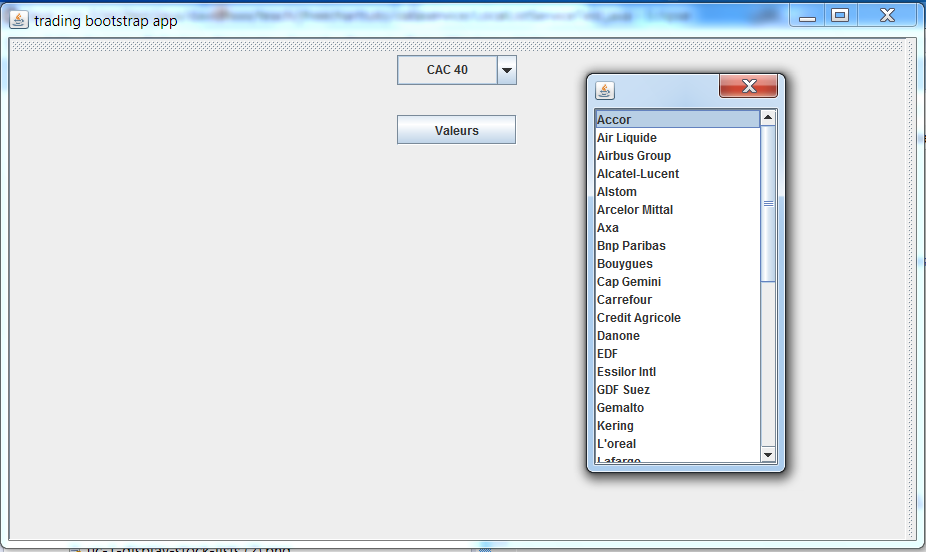 trading bootstrap app
CAC 40
Valeurs
Accor
Air Liquide
Airbus Group
Alcatel-Lucent
Alstom
Arcelor Mittal
Axa
Bnp Paribas
Bouygues
Cap Gemini
Carrefour
Credit Agricole
Danone
EDF
Essilor Intl
GDF Suez
Gemalto
Kering
L'oreal
Lafarge